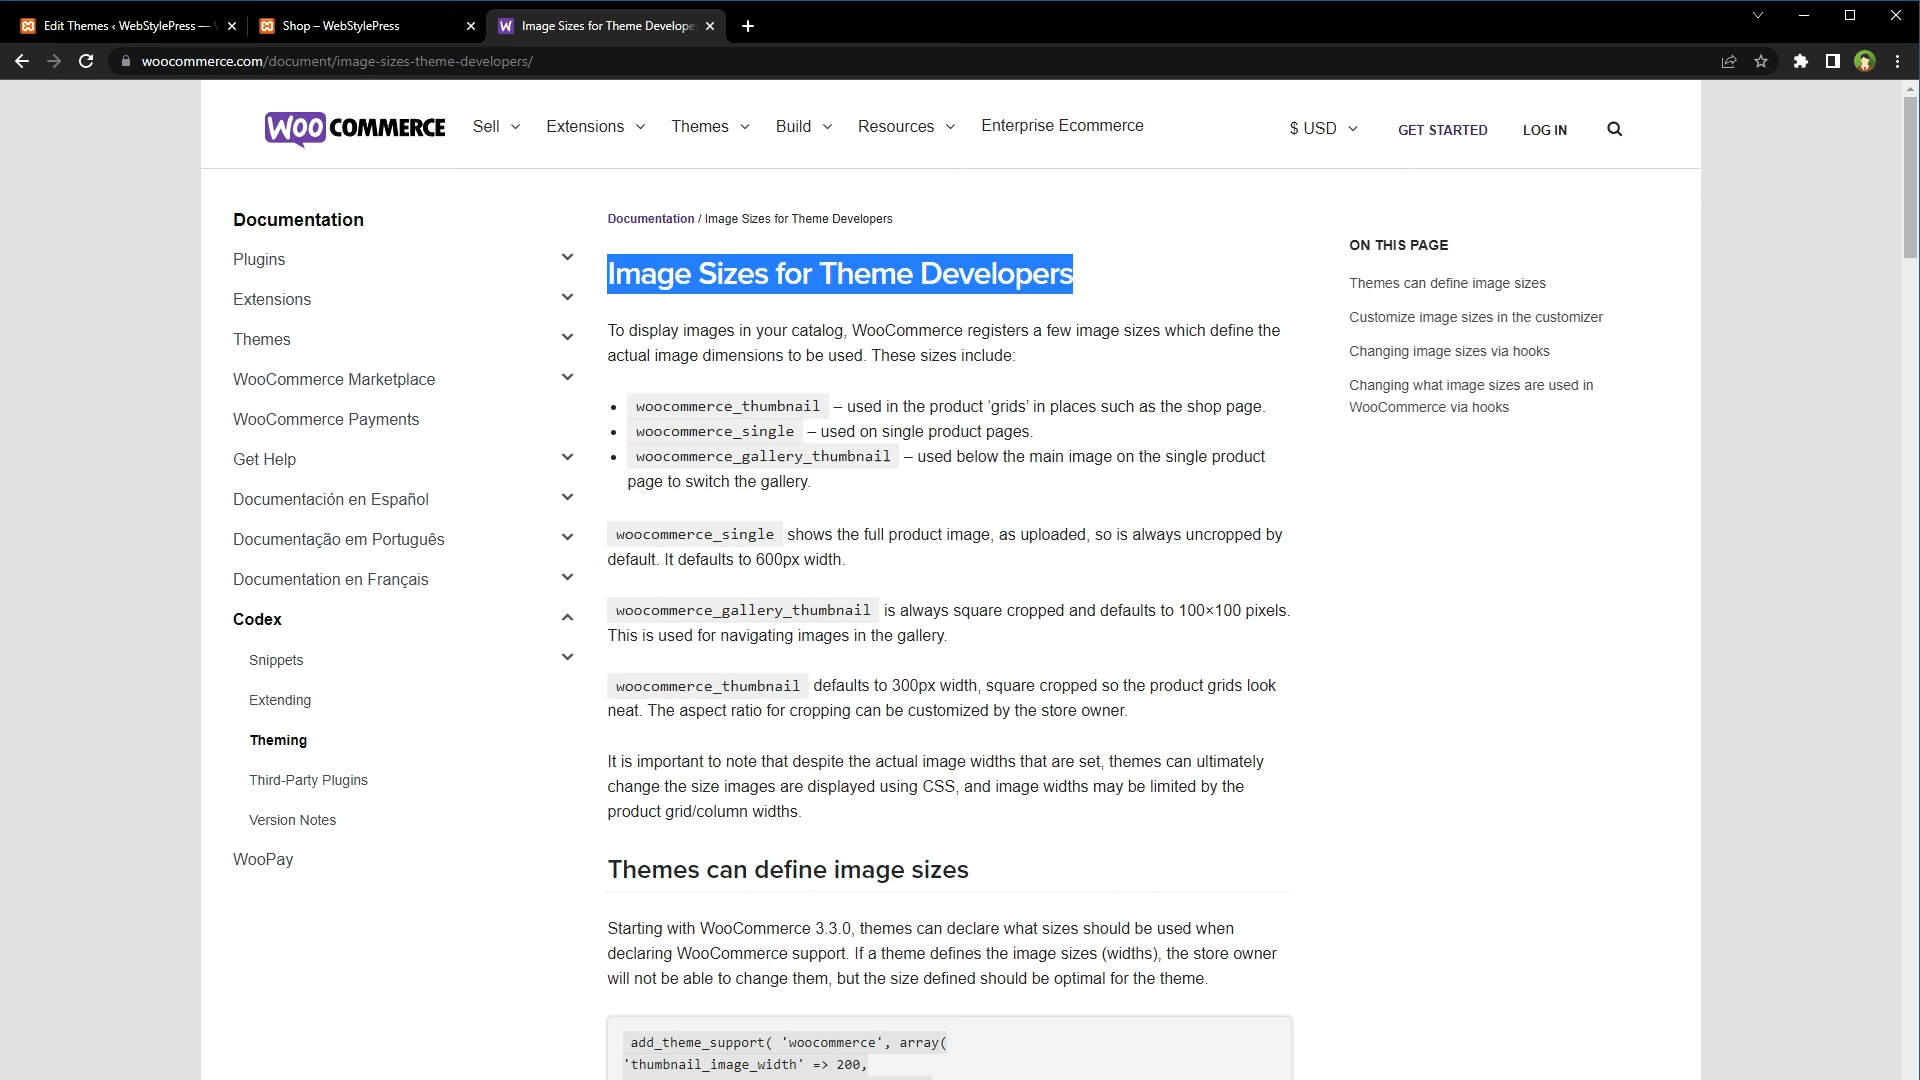 Edit Themes ‹ WebStylePress —
Shop – WebStylePress
Image Sizes for Theme Develope
woocommerce.com/document/image-sizes-theme-developers/
WOO COMMERCE
Sell
Extensions
Themes
Build
Resources
Enterprise Ecommerce
$ USD
GET STARTED
LOG IN
Documentation
Plugins
Extensions
Themes
WooCommerce Marketplace
WooCommerce Payments
Get Help
Documentación en Español
Documentação em Português
Documentation en Français
Codex
Snippets
Extending
Theming
Third-Party Plugins
Version Notes
WooPay
Documentation / Image Sizes for Theme Developers
Image Sizes for Theme Developers
To display images in your catalog, WooCommerce registers a few image sizes which define the
actual image dimensions to be used. These sizes include:
• woocommerce_thumbnail – used in the product ‘grids’ in places such as the shop page.
• woocommerce_single – used on single product pages.
• woocommerce_gallery_thumbnail – used below the main image on the single product
page to switch the gallery.
woocommerce_single shows the full product image, as uploaded, so is always uncropped by
default. It defaults to 600px width.
woocommerce_gallery_thumbnail is always square cropped and defaults to 100×100 pixels.
This is used for navigating images in the gallery.
woocommerce_thumbnail defaults to 300px width, square cropped so the product grids look
neat. The aspect ratio for cropping can be customized by the store owner.
It is important to note that despite the actual image widths that are set, themes can ultimately
change the size images are displayed using CSS, and image widths may be limited by the
product grid/column widths.
Themes can define image sizes
Starting with WooCommerce 3.3.0, themes can declare what sizes should be used when
declaring WooCommerce support. If a theme defines the image sizes (widths), the store owner
will not be able to change them, but the size defined should be optimal for the theme.
add_theme_support( 'woocommerce', array(
'thumbnail_image_width' => 200,
ON THIS PAGE
Themes can define image sizes
Customize image sizes in the customizer
Changing image sizes via hooks
Changing what image sizes are used in
WooCommerce via hooks